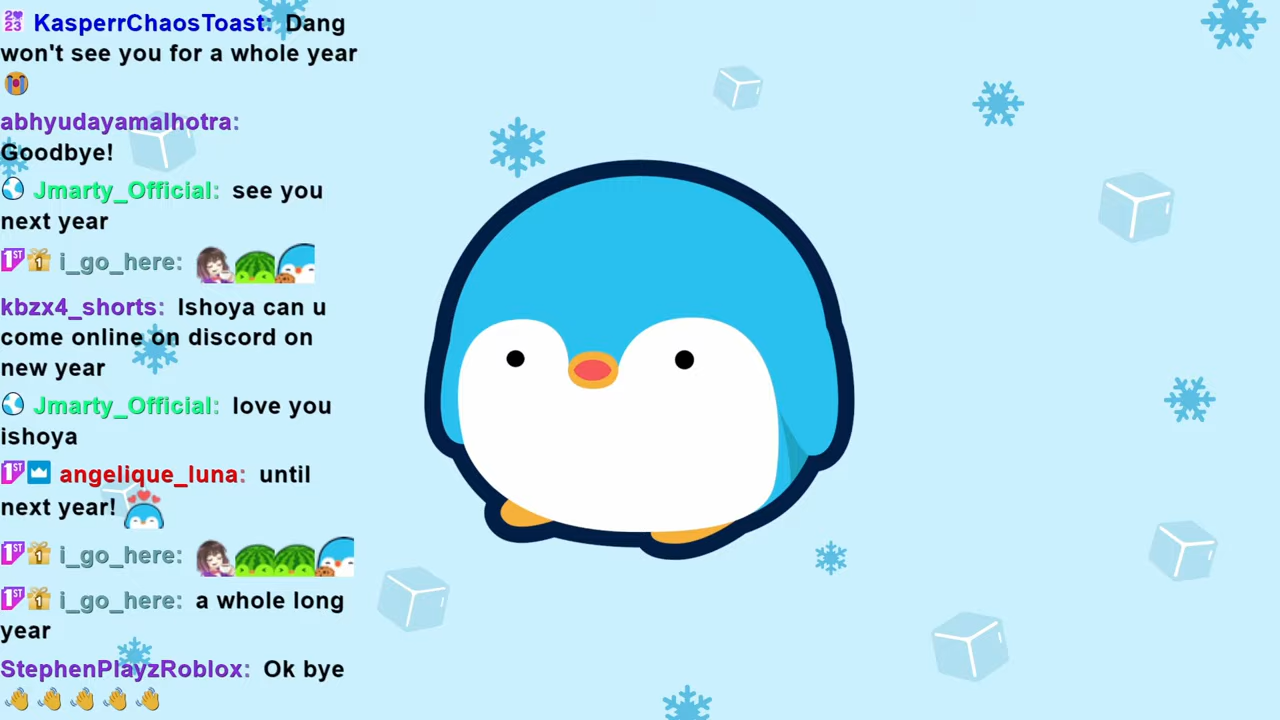 KasperrChaosToast: Dang
won't see you for a whole year
abhyudayamalhotra:
Goodbye!
Jmarty_Official: see you
next year
i_go_here:
kbzx4_shorts: Ishoya can u
come online on discord on
new year
Jmarty_Official: love you
ishoya
angelique_luna: until
next year!
i_go_here:
i_go_here: a whole long
year
StephenPlayzRoblox: Ok bye